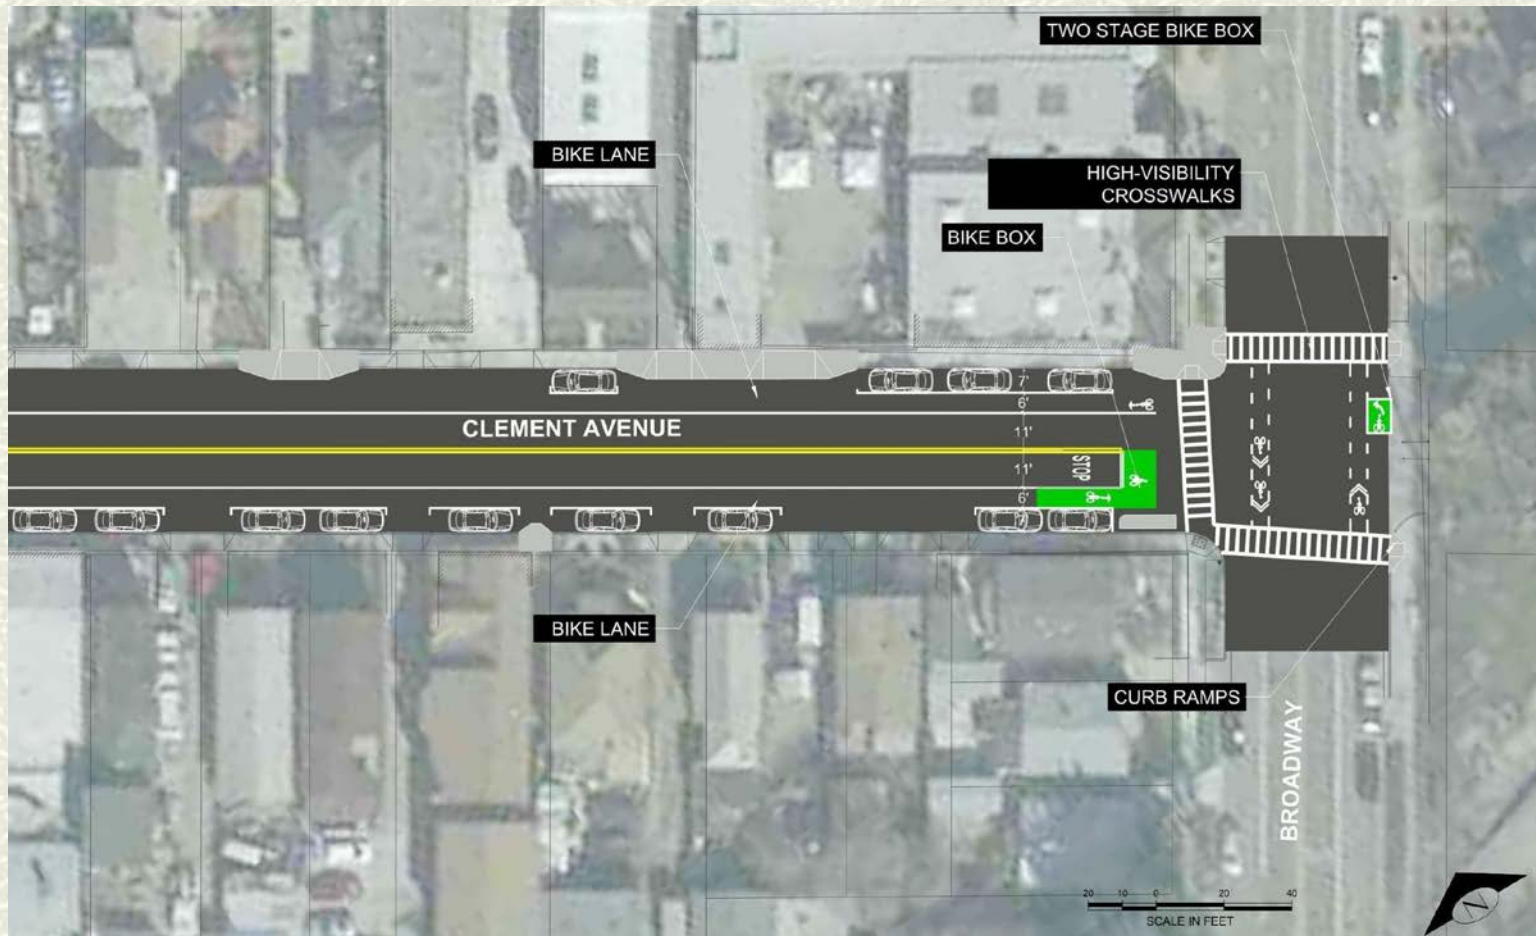 TWO STAGE BIKE BOX
BIKE LANE
HIGH-VISIBILITY
CROSSWALKS
BIKE BOX
7'
6'
CLEMENT AVENUE
11'
11'
STOP
6'
BIKE LANE
CURB RAMPS
BROADWAY
20 10 0 20 40
SCALE IN FEET
N